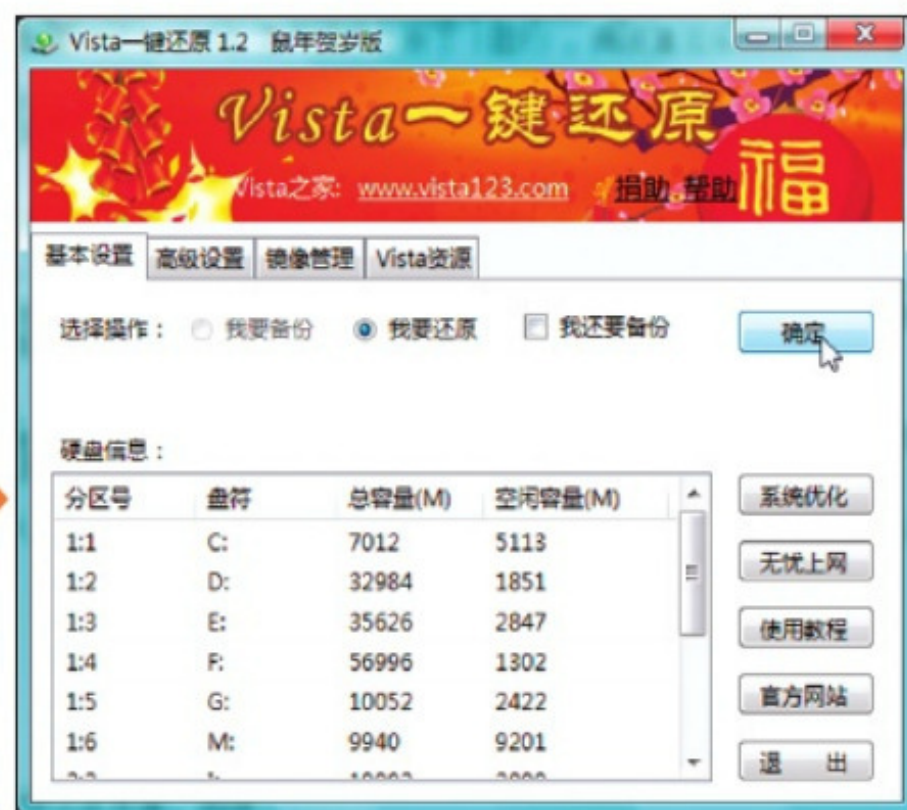 Vista一键还原 1.2 鼠年贺岁版
Vista一键还原
福
Vista之家: www.vista123.com 捐助 帮助
基本设置 高级设置 镜像管理 Vista资源
选择操作： 我要备份 我要还原 我还要备份 确定
硬盘信息：
分区号 盘符 总容量(M) 空闲容量(M)
1:1 C: 7012 5113
1:2 D: 32984 1851
1:3 E: 35626 2847
1:4 F: 56996 1302
1:5 G: 10052 2422
1:6 M: 9940 9201
系统优化
无忧上网
使用教程
官方网站
退 出